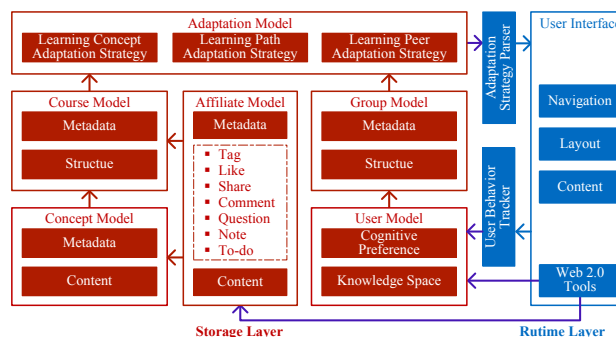 Adaptation Model
Learning Concept
Adaptation Strategy
Learning Path
Adaptation Strategy
Learning Peer
Adaptation Strategy
Adaptation
Strategy Parser
User Interface
Navigation
Layout
Content
Web 2.0
Tools
Course Model
Metadata
Structue
Affiliate Model
Metadata
Tag
Like
Share
Comment
Question
Note
To-do
Content
Group Model
Metadata
Structue
User Behavior
Tracker
Concept Model
Metadata
Content
User Model
Cognitive
Preference
Knowledge Space
Storage Layer
Rutime Layer